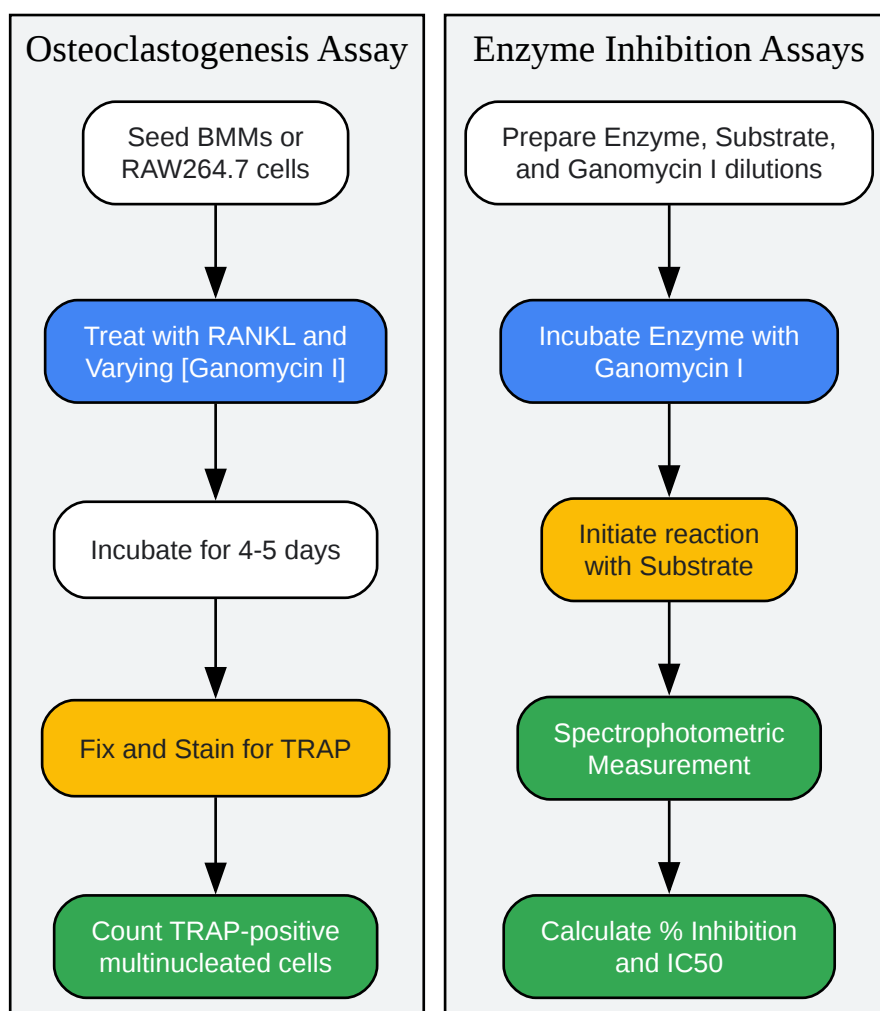 Osteoclastogenesis Assay
Seed BMMs or
RAW264.7 cells
Treat with RANKL and
Varying [Ganomycin I]
Incubate for 4-5 days
Fix and Stain for TRAP
Count TRAP-positive
multinucleated cells
Enzyme Inhibition Assays
Prepare Enzyme, Substrate,
and Ganomycin I dilutions
Incubate Enzyme with
Ganomycin I
Initiate reaction
with Substrate
Spectrophotometric
Measurement
Calculate % Inhibition
and IC50